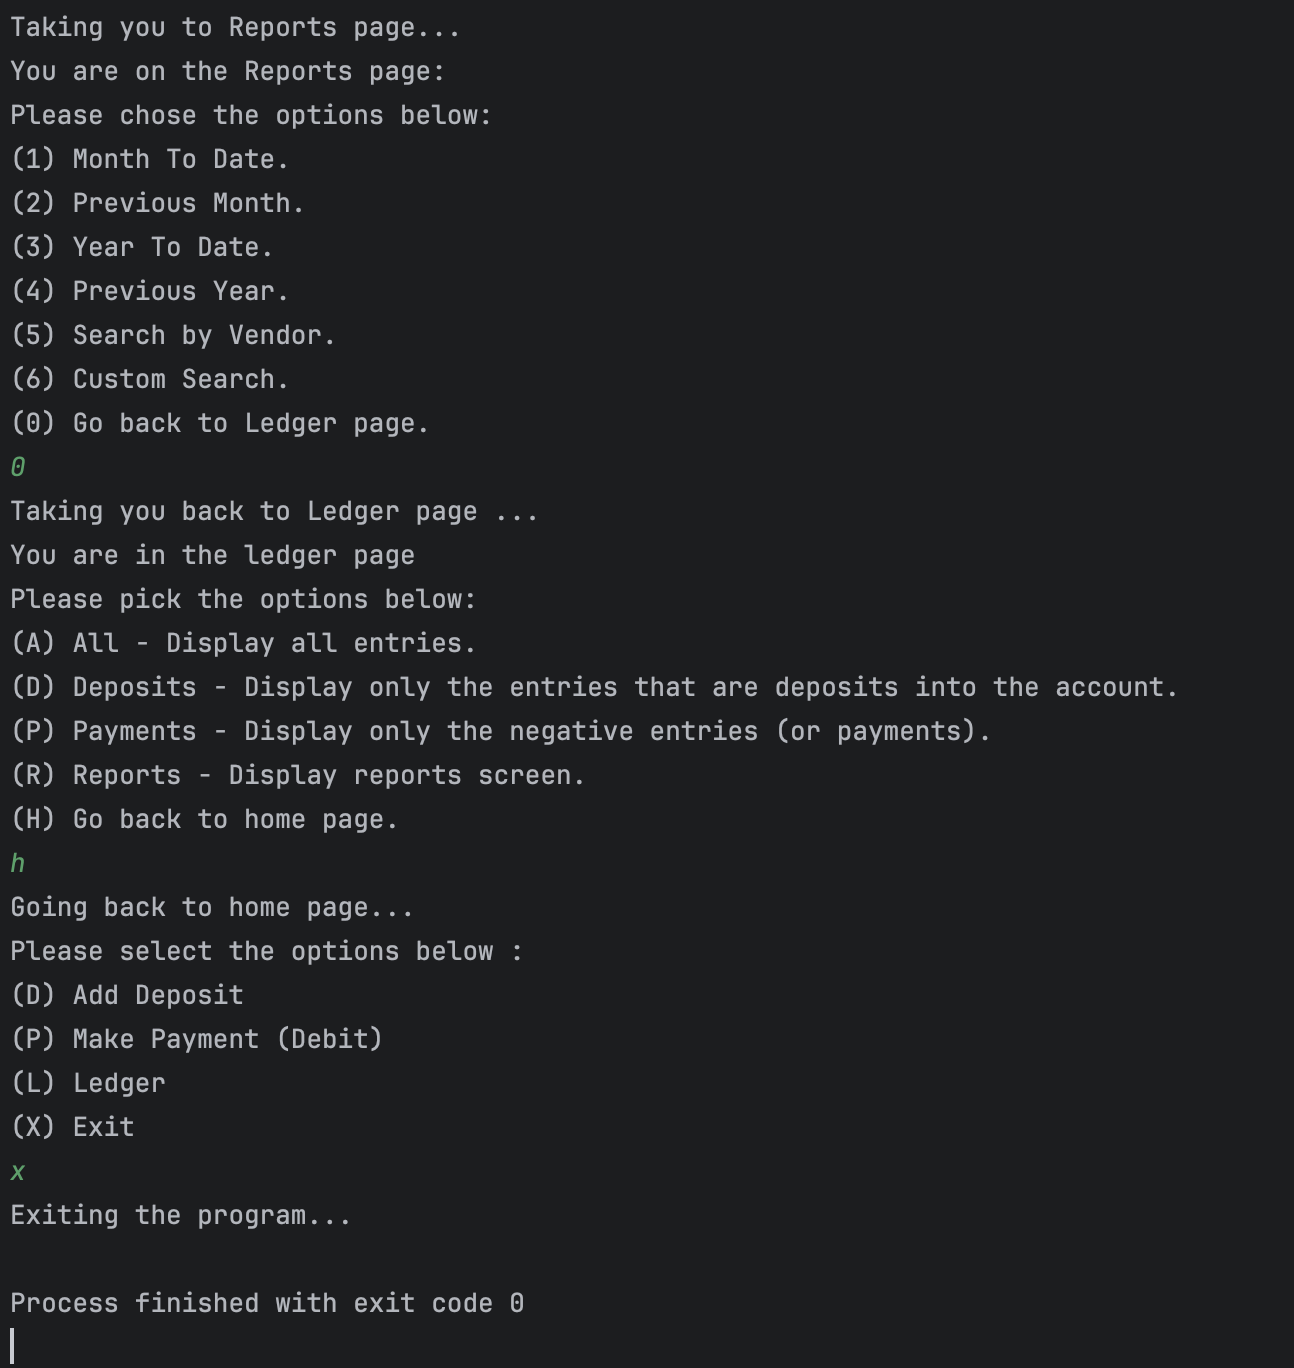 Taking you to Reports page...
You are on the Reports page:
Please chose the options below:
(1) Month To Date.
(2) Previous Month.
(3) Year To Date.
(4) Previous Year.
(5) Search by Vendor.
(6) Custom Search.
(0) Go back to Ledger page.
0
Taking you back to Ledger page ...
You are in the ledger page
Please pick the options below:
(A) All - Display all entries.
(D) Deposits - Display only the entries that are deposits into the account.
(P) Payments - Display only the negative entries (or payments).
(R) Reports - Display reports screen.
(H) Go back to home page.
h
Going back to home page...
Please select the options below :
(D) Add Deposit
(P) Make Payment (Debit)
(L) Ledger
(X) Exit
x
Exiting the program...

Process finished with exit code 0